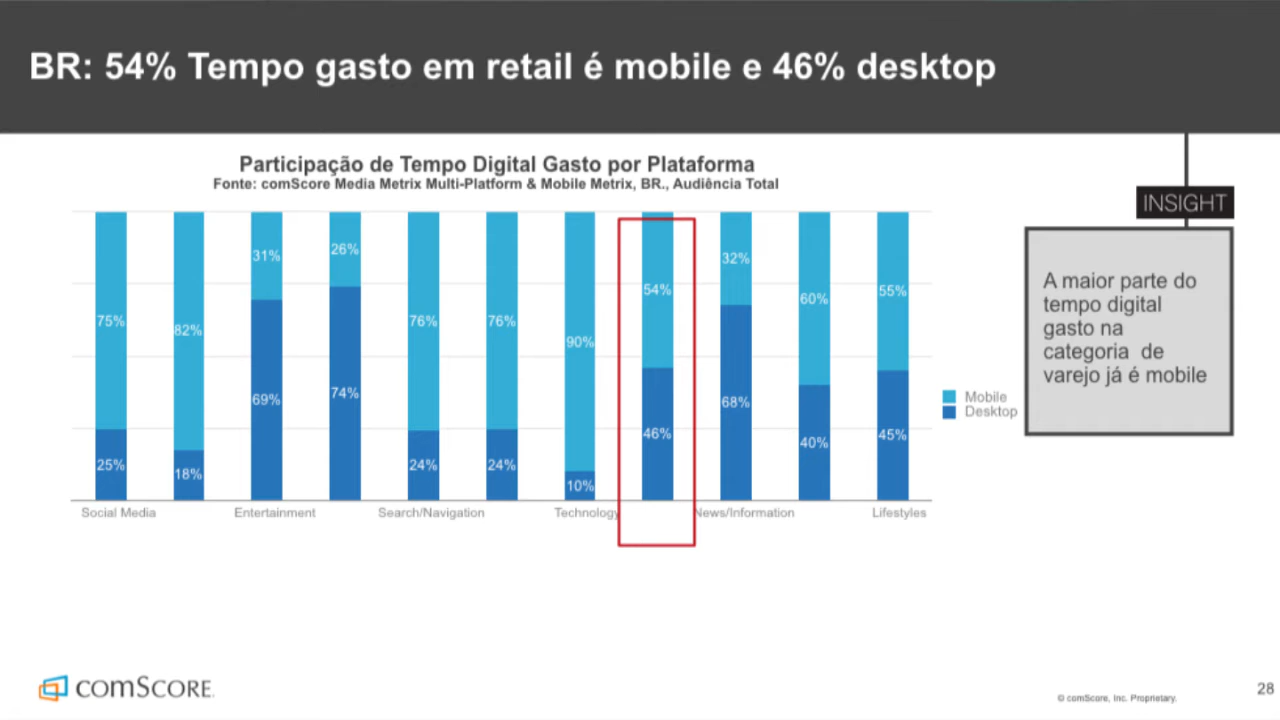 BR: 54% Tempo gasto em retail é mobile e 46% desktop
Participação de Tempo Digital Gasto por Plataforma
Fonte: comScore Media Metrix Multi-Platform & Mobile Metrix, BR., Audiência Total
75%
82%
31%
26%
76%
76%
90%
54%
32%
60%
55%
25%
18%
69%
74%
24%
24%
10%
46%
68%
40%
45%
Social Media
Entertainment
Search/Navigation
Technology
News/Information
Lifestyles
Mobile
Desktop
INSIGHT
A maior parte do
tempo digital
gasto na
categoria de
varejo já é mobile
comScore.
© comScore, Inc. Proprietary.
28